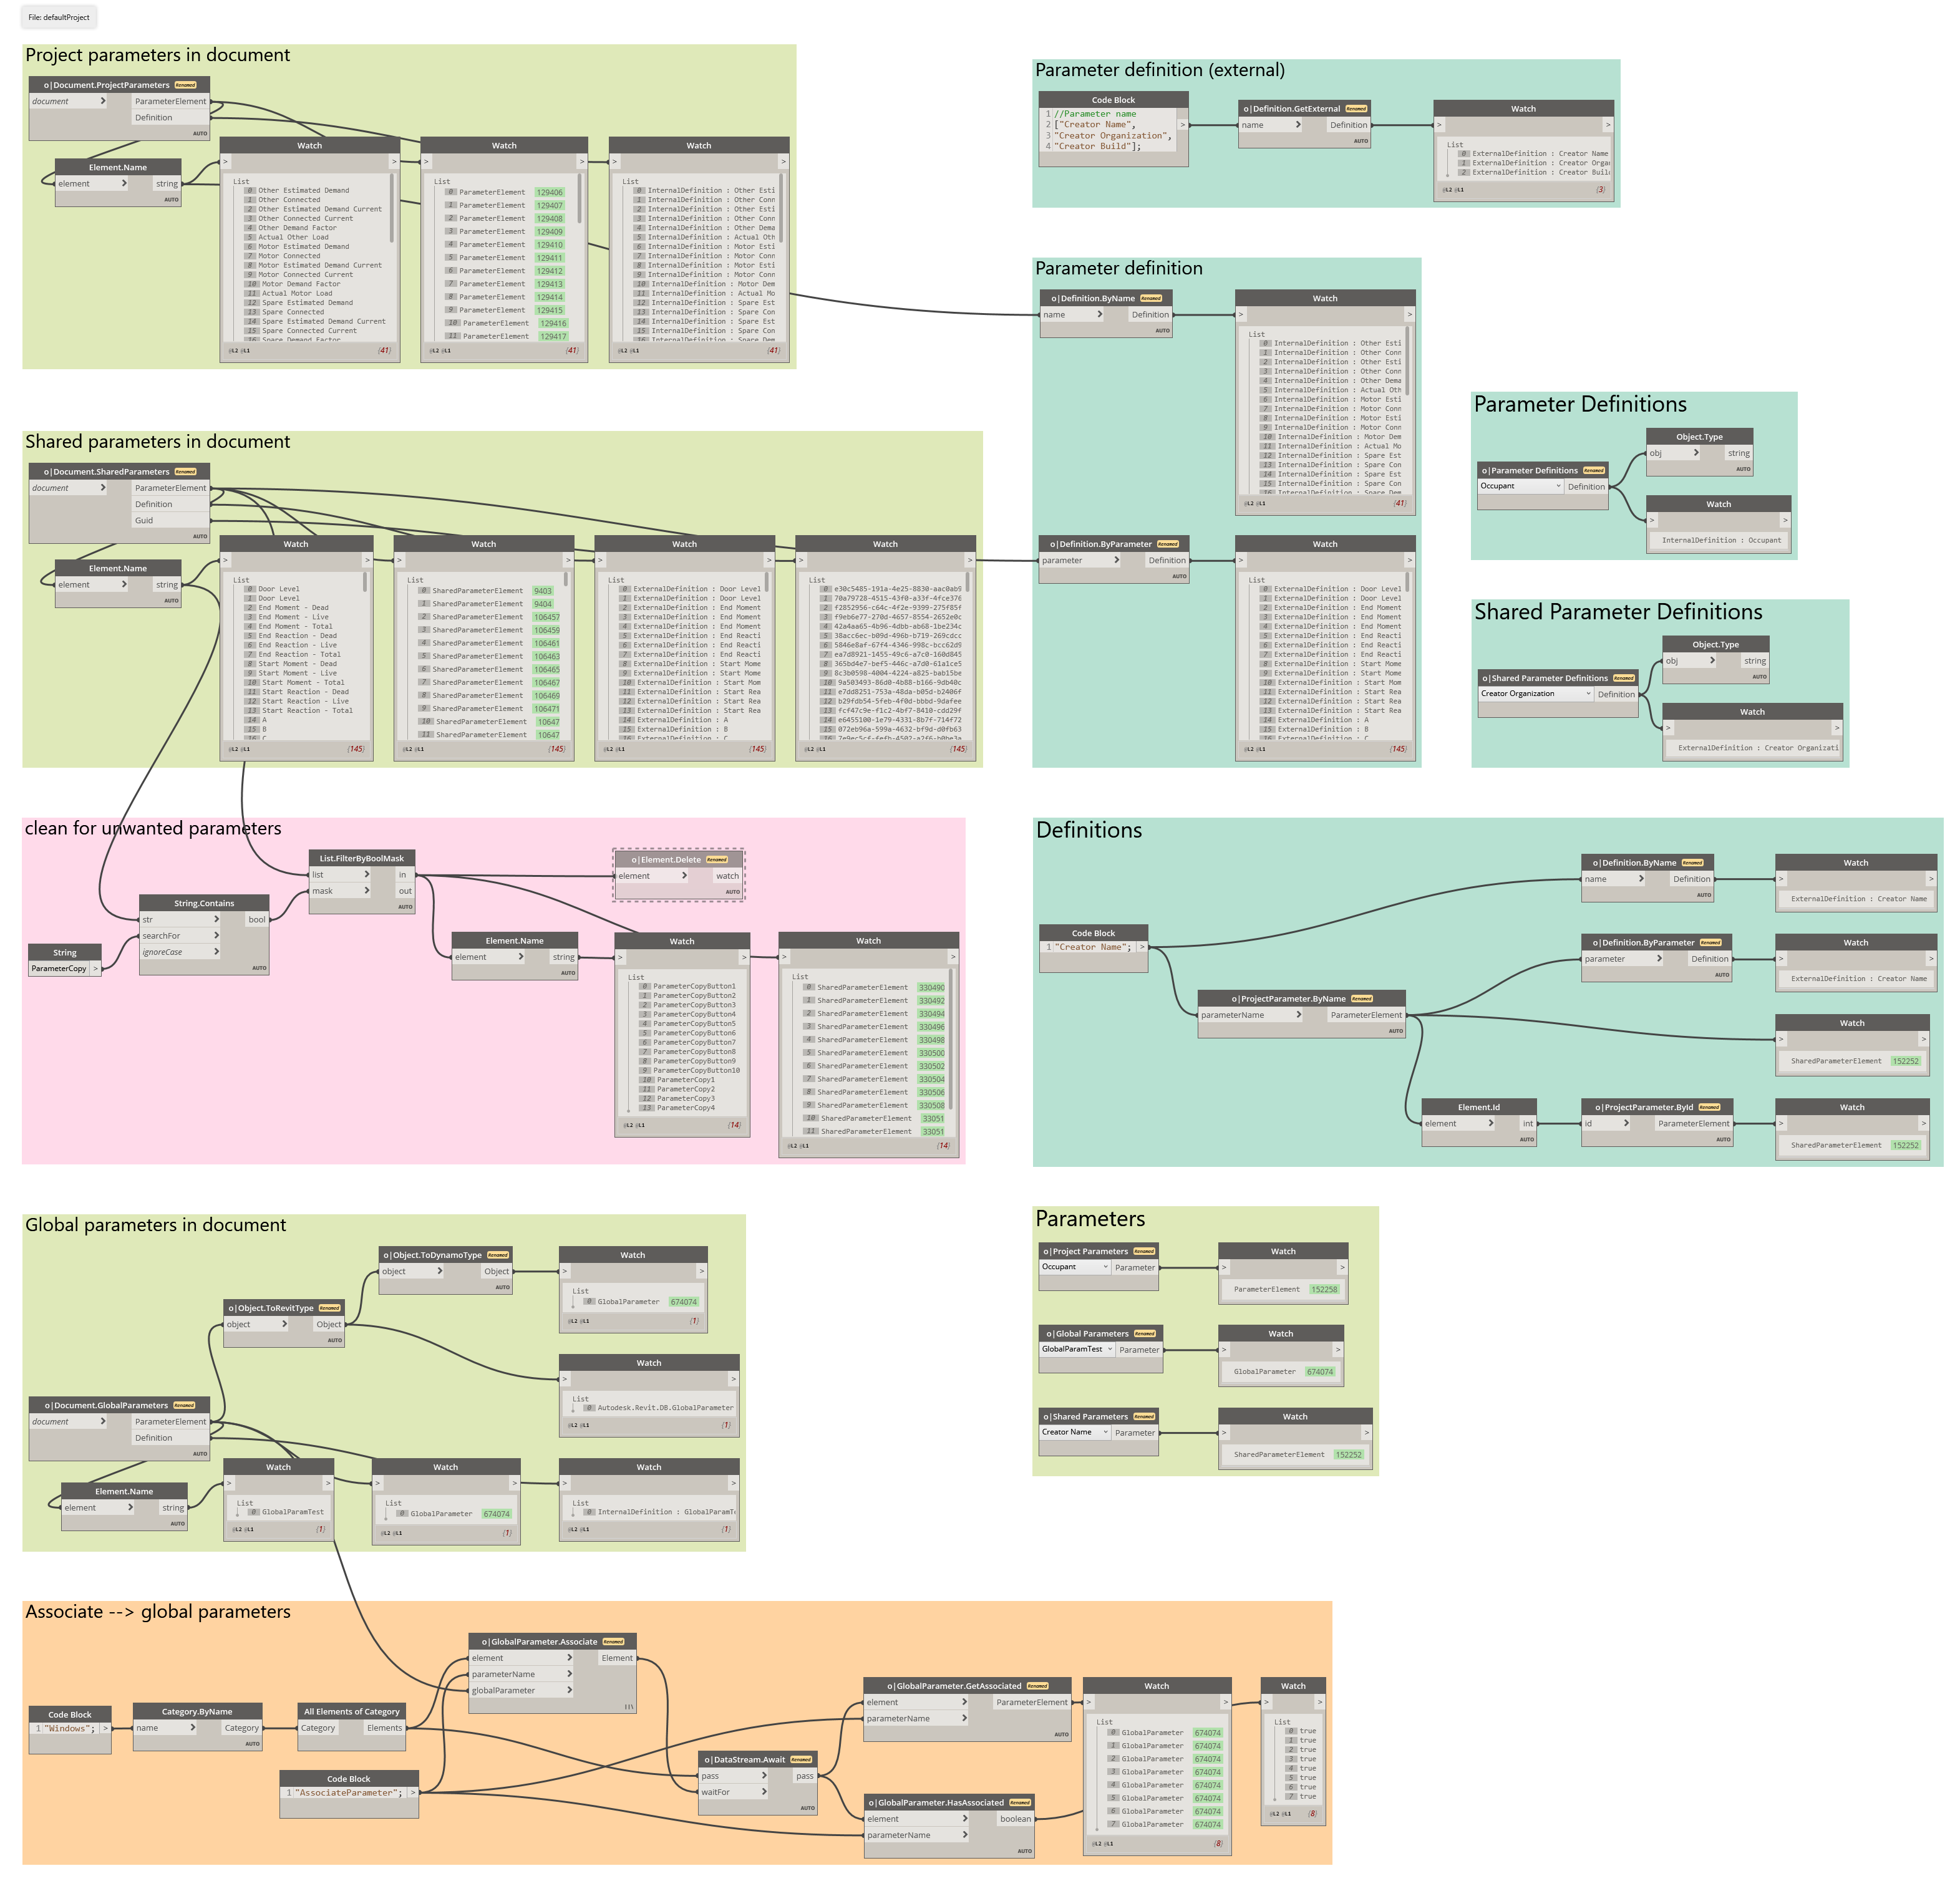 File: defaultProject
Project parameters in document
o|Document.ProjectParameters Renamed
document > ParameterElement
Definition
AUTO
Element.Name
element > string
AUTO
Watch
> >
List
0 Other Estimated Demand
1 Other Connected
2 Other Estimated Demand Current
3 Other Connected Current
4 Other Demand Factor
5 Actual Other Load
6 Motor Estimated Demand
7 Motor Connected
8 Motor Estimated Demand Current
9 Motor Connected Current
10 Motor Demand Factor
11 Actual Motor Load
12 Spare Estimated Demand
13 Spare Connected
14 Spare Estimated Demand Current
15 Spare Connected Current
16 Spare Demand Factor
@L2 @L1 {41}
Watch
> >
List
0 ParameterElement 129406
1 ParameterElement 129407
2 ParameterElement 129408
3 ParameterElement 129409
4 ParameterElement 129410
5 ParameterElement 129411
6 ParameterElement 129412
7 ParameterElement 129413
8 ParameterElement 129414
9 ParameterElement 129415
10 ParameterElement 129416
11 ParameterElement 129417
@L2 @L1 {41}
Watch
> >
List
0 InternalDefinition : Other Esti
1 InternalDefinition : Other Conn
2 InternalDefinition : Other Esti
3 InternalDefinition : Other Conn
4 InternalDefinition : Other Dema
5 InternalDefinition : Actual Oth
6 InternalDefinition : Motor Esti
7 InternalDefinition : Motor Conn
8 InternalDefinition : Motor Esti
9 InternalDefinition : Motor Conn
10 InternalDefinition : Motor Dem
11 InternalDefinition : Actual Mo
12 InternalDefinition : Spare Est
13 InternalDefinition : Spare Con
14 InternalDefinition : Spare Est
15 InternalDefinition : Spare Con
16 InternalDefinition : Spare Dem
@L2 @L1 {41}
Parameter definition (external)
Code Block
1 //Parameter name
2 ["Creator Name",
3 "Creator Organization",
4 "Creator Build"];
>
o|Definition.GetExternal Renamed
name > Definition
AUTO
Watch
> >
List
0 ExternalDefinition : Creator Name
1 ExternalDefinition : Creator Orga
2 ExternalDefinition : Creator Buil
@L2 @L1 {3}
Parameter definition
o|Definition.ByName Renamed
name > Definition
AUTO
Watch
> >
List
0 InternalDefinition : Other Esti
1 InternalDefinition : Other Conn
2 InternalDefinition : Other Esti
3 InternalDefinition : Other Conn
4 InternalDefinition : Other Dema
5 InternalDefinition : Actual Oth
6 InternalDefinition : Motor Esti
7 InternalDefinition : Motor Conn
8 InternalDefinition : Motor Esti
9 InternalDefinition : Motor Conn
10 InternalDefinition : Motor Dem
11 InternalDefinition : Actual Mo
12 InternalDefinition : Spare Est
13 InternalDefinition : Spare Con
14 InternalDefinition : Spare Est
15 InternalDefinition : Spare Con
16 InternalDefinition : Spare Dem
@L2 @L1 {41}
o|Definition.ByParameter Renamed
parameter > Definition
AUTO
Watch
> >
List
0 ExternalDefinition : Door Level
1 ExternalDefinition : Door Level
2 ExternalDefinition : End Moment
3 ExternalDefinition : End Moment
4 ExternalDefinition : End Moment
5 ExternalDefinition : End Reacti
6 ExternalDefinition : End Reacti
7 ExternalDefinition : End Reacti
8 ExternalDefinition : Start Mome
9 ExternalDefinition : Start Mome
10 ExternalDefinition : Start Mom
11 ExternalDefinition : Start Rea
12 ExternalDefinition : Start Rea
13 ExternalDefinition : Start Rea
14 ExternalDefinition : A
15 ExternalDefinition : B
16 ExternalDefinition : C
@L2 @L1 {145}
Parameter Definitions
o|Parameter Definitions Renamed
Occupant Definition
AUTO
Object.Type
obj > string
AUTO
Watch
> >
InternalDefinition : Occupant
Shared Parameter Definitions
o|Shared Parameter Definitions Renamed
Creator Organization Definition
AUTO
Object.Type
obj > string
AUTO
Watch
> >
ExternalDefinition : Creator Organizati
Shared parameters in document
o|Document.SharedParameters Renamed
document > ParameterElement
Definition
Guid
AUTO
Element.Name
element > string
AUTO
Watch
> >
List
0 Door Level
1 Door Level
2 End Moment - Dead
3 End Moment - Live
4 End Moment - Total
5 End Reaction - Dead
6 End Reaction - Live
7 End Reaction - Total
8 Start Moment - Dead
9 Start Moment - Live
10 Start Moment - Total
11 Start Reaction - Dead
12 Start Reaction - Live
13 Start Reaction - Total
14 A
15 B
16 C
@L2 @L1 {145}
Watch
> >
List
0 SharedParameterElement 9403
1 SharedParameterElement 9404
2 SharedParameterElement 106457
3 SharedParameterElement 106459
4 SharedParameterElement 106461
5 SharedParameterElement 106463
6 SharedParameterElement 106465
7 SharedParameterElement 106467
8 SharedParameterElement 106469
9 SharedParameterElement 106471
10 SharedParameterElement 10647
11 SharedParameterElement 10647
@L2 @L1 {145}
Watch
> >
List
0 ExternalDefinition : Door Level
1 ExternalDefinition : Door Level
2 ExternalDefinition : End Moment
3 ExternalDefinition : End Moment
4 ExternalDefinition : End Moment
5 ExternalDefinition : End Reacti
6 ExternalDefinition : End Reacti
7 ExternalDefinition : End Reacti
8 ExternalDefinition : Start Mome
9 ExternalDefinition : Start Mome
10 ExternalDefinition : Start Mom
11 ExternalDefinition : Start Rea
12 ExternalDefinition : Start Rea
13 ExternalDefinition : Start Rea
14 ExternalDefinition : A
15 ExternalDefinition : B
16 ExternalDefinition : C
@L2 @L1 {145}
Watch
> >
List
0 e30c5485-191a-4e25-8830-aac0ab9
1 70a79728-4515-43f0-a33f-4fce376
2 f2852956-c64c-4f2e-9399-275f85f
3 f9eb6e77-270d-4657-8554-2652e0c
4 42a4aa65-4b96-4dbb-ab68-1be234c
5 38acc6ec-b09d-496b-b719-269cdcc
6 5846e8af-67f4-4346-998c-bcc62d9
7 ea7d8921-1455-49c6-a7c0-160d845
8 365bd4e7-bef5-446c-a7d0-61a1ce5
9 8c3b0598-4004-4224-a825-bab15be
10 9a503493-86d0-4b88-b166-9db40c
11 e7dd8251-753a-48da-b05d-b2406f
12 b29fdb54-5feb-4f0d-bbbd-9dafee
13 fcf47c9e-f1c2-4bf7-8410-cdd29f
14 e6455100-1e79-4331-8b7f-714f72
15 072eb96a-599a-4632-bf9d-d0fb63
@L2 @L1 {145}
clean for unwanted parameters
String
ParameterCopy >
String.Contains
str > bool
searchFor >
ignoreCase >
AUTO
List.FilterByBoolMask
list > in
mask > out
AUTO
o|Element.Delete Renamed
element > watch
AUTO
Element.Name
element > string
AUTO
Watch
> >
List
0 ParameterCopyButton1
1 ParameterCopyButton2
2 ParameterCopyButton3
3 ParameterCopyButton4
4 ParameterCopyButton5
5 ParameterCopyButton6
6 ParameterCopyButton7
7 ParameterCopyButton8
8 ParameterCopyButton9
9 ParameterCopyButton10
10 ParameterCopy1
11 ParameterCopy2
12 ParameterCopy3
13 ParameterCopy4
@L2 @L1 {14}
Watch
> >
List
0 SharedParameterElement 330490
1 SharedParameterElement 330492
2 SharedParameterElement 330494
3 SharedParameterElement 330496
4 SharedParameterElement 330498
5 SharedParameterElement 330500
6 SharedParameterElement 330502
7 SharedParameterElement 330504
8 SharedParameterElement 330506
9 SharedParameterElement 330508
10 SharedParameterElement 33051
11 SharedParameterElement 33051
@L2 @L1 {14}
Definitions
Code Block
1 "Creator Name"; >
o|ProjectParameter.ByName Renamed
parameterName > ParameterElement
AUTO
o|Definition.ByName Renamed
name > Definition
AUTO
Watch
> >
ExternalDefinition : Creator Name
o|Definition.ByParameter Renamed
parameter > Definition
AUTO
Watch
> >
ExternalDefinition : Creator Name
Watch
> >
SharedParameterElement 152252
Element.Id
element > int
AUTO
o|ProjectParameter.ById Renamed
id > ParameterElement
AUTO
Watch
> >
SharedParameterElement 152252
Global parameters in document
o|Object.ToDynamoType Renamed
object > Object
AUTO
Watch
> >
List
0 GlobalParameter 674074
@L2 @L1 {1}
o|Object.ToRevitType Renamed
object > Object
AUTO
Watch
> >
List
0 Autodesk.Revit.DB.GlobalParameter
@L2 @L1 {1}
o|Document.GlobalParameters Renamed
document > ParameterElement
Definition
AUTO
Element.Name
element > string
AUTO
Watch
> >
List
0 GlobalParamTest
@L2 @L1 {1}
Watch
> >
List
0 GlobalParameter 674074
@L2 @L1 {1}
Watch
> >
List
0 InternalDefinition : GlobalParamT
@L2 @L1 {1}
Parameters
o|Project Parameters Renamed
Occupant Parameter
AUTO
Watch
> >
ParameterElement 152258
o|Global Parameters Renamed
GlobalParamTest Parameter
AUTO
Watch
> >
GlobalParameter 674074
o|Shared Parameters Renamed
Creator Name Parameter
AUTO
Watch
> >
SharedParameterElement 152252
Associate --> global parameters
Code Block
1 "Windows"; >
Category.ByName
name > Category
AUTO
All Elements of Category
Category Elements
AUTO
Code Block
1 "AssociateParameter"; >
o|GlobalParameter.Associate Renamed
element > Element
parameterName >
globalParameter >
o|DataStream.Await Renamed
pass > pass
waitFor >
AUTO
o|GlobalParameter.GetAssociated Renamed
element > ParameterElement
parameterName >
AUTO
o|GlobalParameter.HasAssociated Renamed
element > boolean
parameterName >
AUTO
Watch
> >
List
0 GlobalParameter 674074
1 GlobalParameter 674074
2 GlobalParameter 674074
3 GlobalParameter 674074
4 GlobalParameter 674074
5 GlobalParameter 674074
6 GlobalParameter 674074
7 GlobalParameter 674074
@L2 @L1 {8}
Watch
> >
List
0 true
1 true
2 true
3 true
4 true
5 true
6 true
7 true
@L2 @L1 {8}